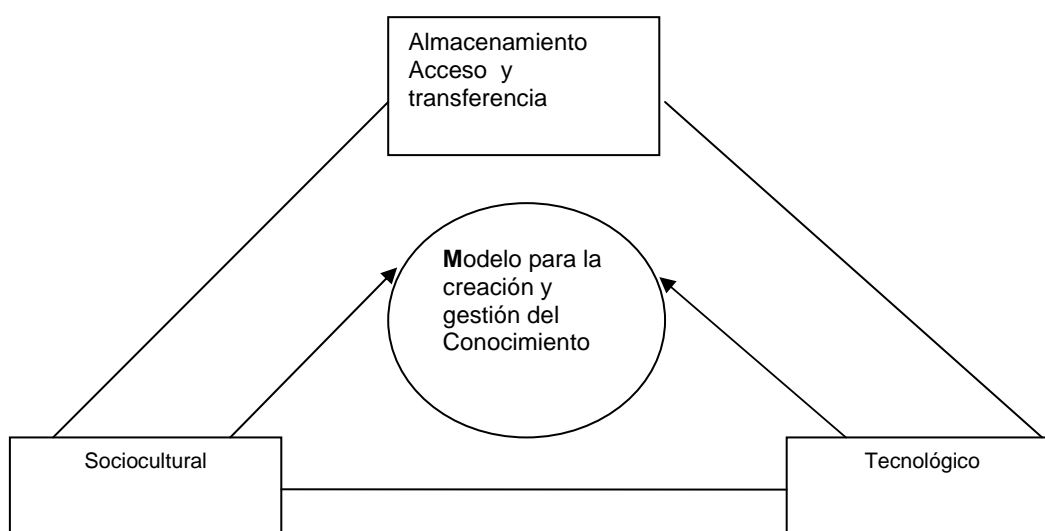 Almacenamiento
Acceso y
transferencia
Modelo para la
creación y
gestión del
Conocimiento
Sociocultural
Tecnológico